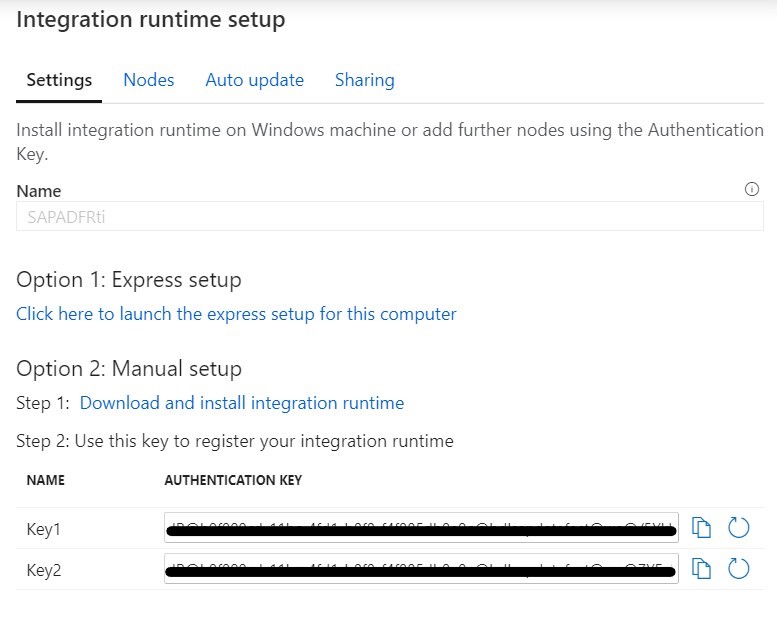 Integration runtime setup
Settings Nodes Auto update Sharing
Install integration runtime on Windows machine or add further nodes using the Authentication
Key.
Name
SAPADFRti
Option 1: Express setup
Click here to launch the express setup for this computer
Option 2: Manual setup
Step 1: Download and install integration runtime
Step 2: Use this key to register your integration runtime
NAME AUTHENTICATION KEY
Key1
Key2